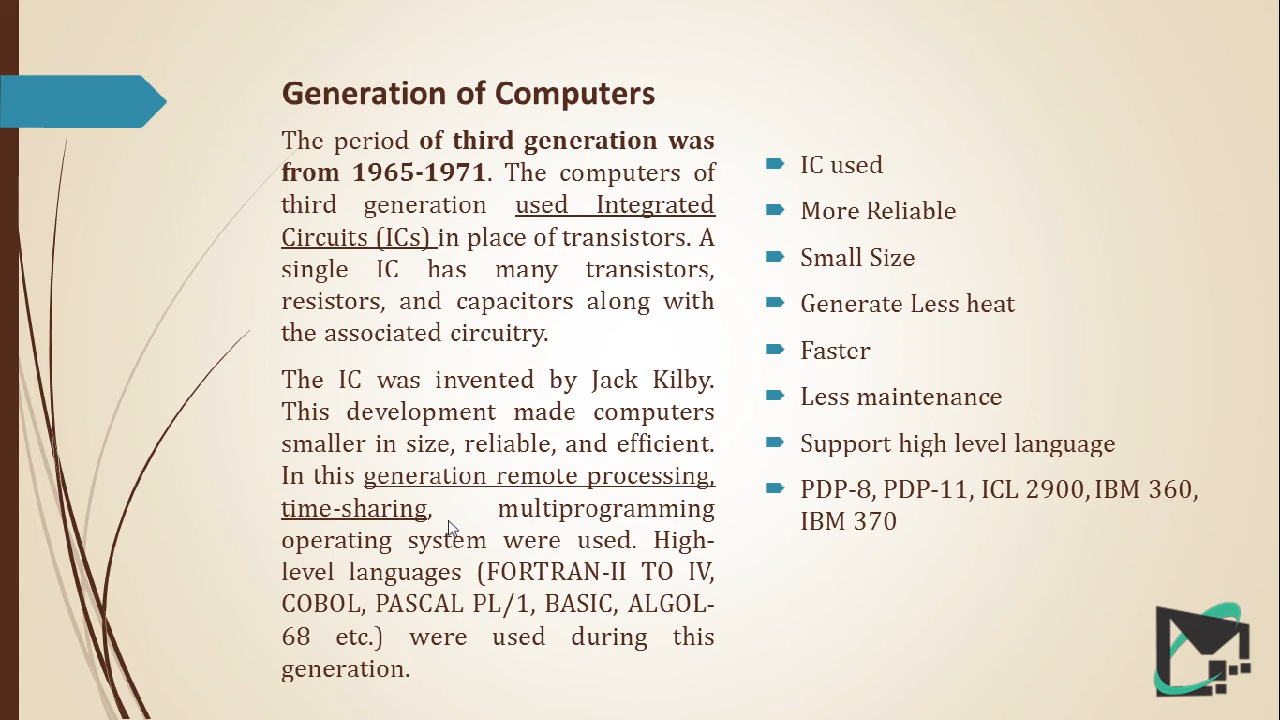 Generation of Computers
The period of third generation was
from 1965-1971. The computers of
third generation used Integrated
Circuits (ICs) in place of transistors. A
single IC has many transistors,
resistors, and capacitors along with
the associated circuitry.
The IC was invented by Jack Kilby.
This development made computers
smaller in size, reliable, and efficient.
In this generation remote processing,
time-sharing, multiprogramming
operating system were used. High-
level languages (FORTRAN-II TO IV,
COBOL, PASCAL PL/1, BASIC, ALGOL-
68 etc.) were used during this
generation.
IC used
More Reliable
Small Size
Generate Less heat
Faster
Less maintenance
Support high level language
PDP-8, PDP-11, ICL 2900, IBM 360,
IBM 370